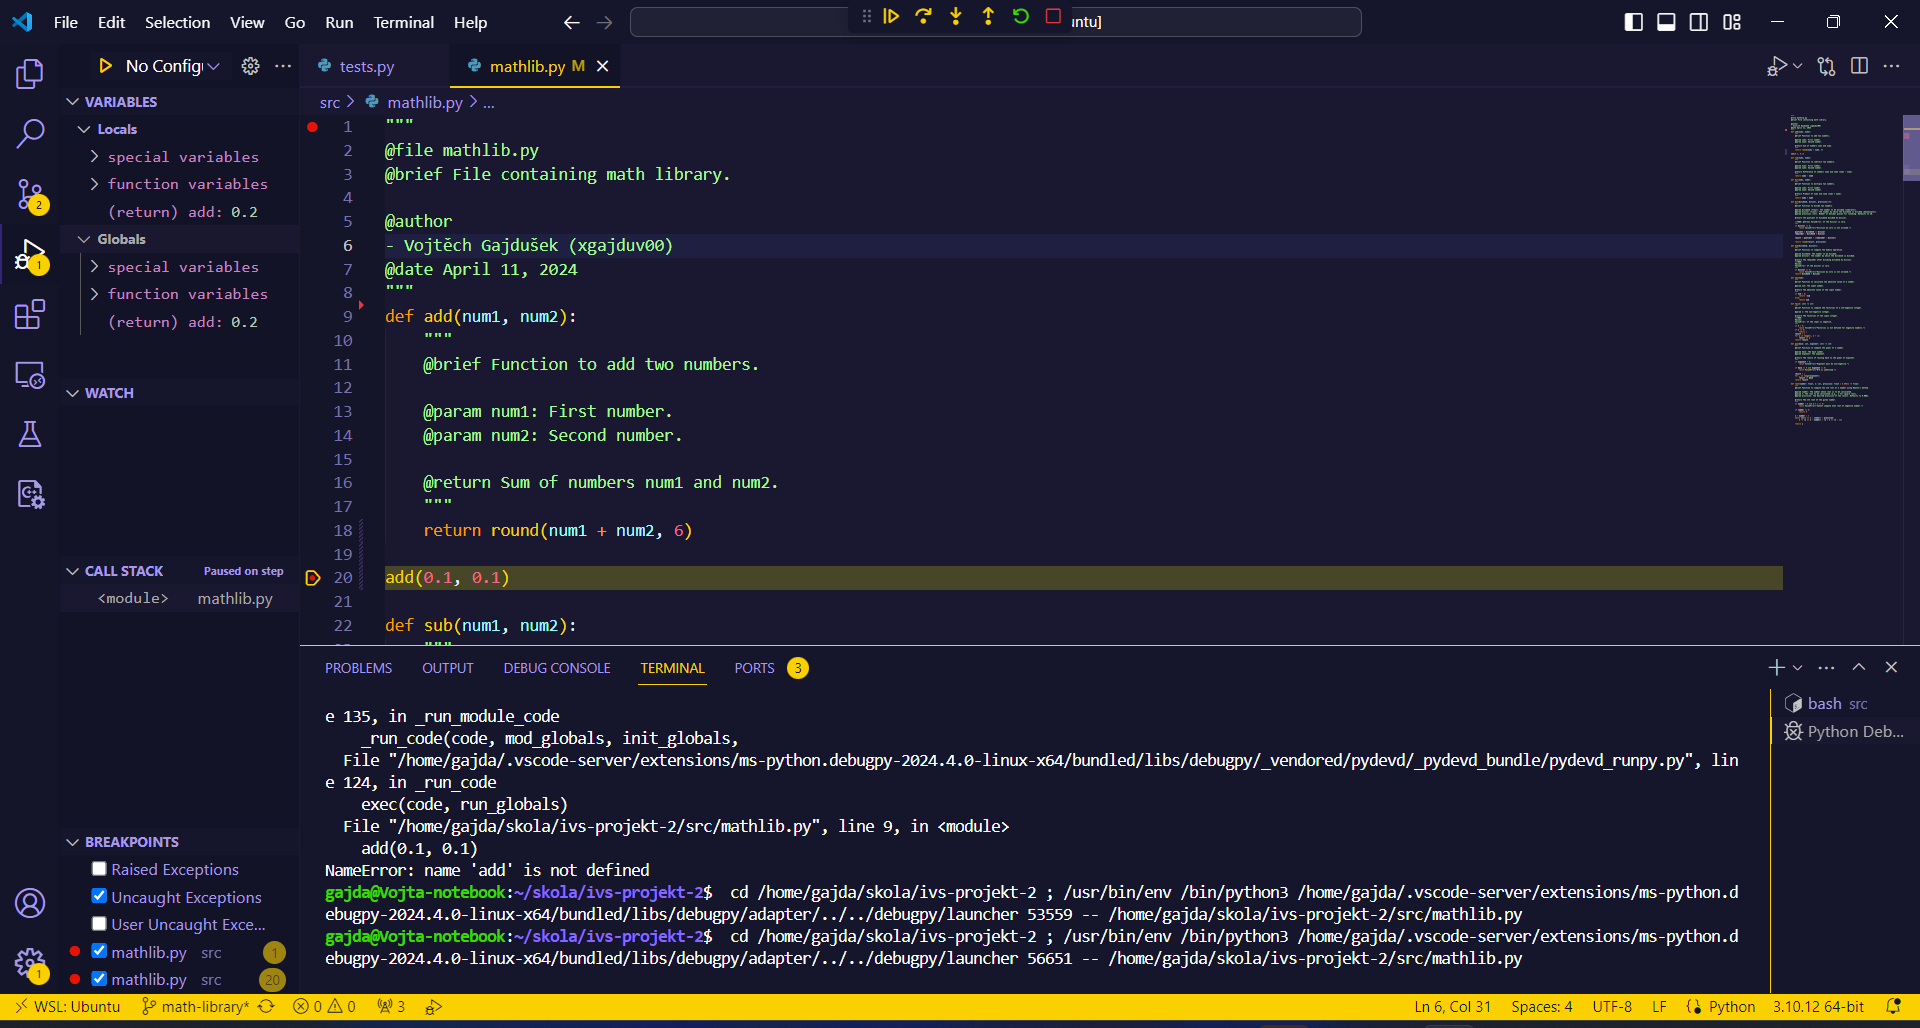 File Edit Selection View Go Run Terminal Help
untu]
No Config
tests.py
mathlib.py M
src > mathlib.py > ...
VARIABLES
Locals
special variables
function variables
(return) add: 0.2
Globals
special variables
function variables
(return) add: 0.2
WATCH
CALL STACK Paused on step
<module> mathlib.py
BREAKPOINTS
Raised Exceptions
Uncaught Exceptions
User Uncaught Exce...
mathlib.py src 1
mathlib.py src 20
2
1
1
1 """
2 @file mathlib.py
3 @brief File containing math library.
4
5 @author
6 - Vojtěch Gajdušek (xgajduv00)
7 @date April 11, 2024
8 """
9 def add(num1, num2):
10 """
11 @brief Function to add two numbers.
12
13 @param num1: First number.
14 @param num2: Second number.
15
16 @return Sum of numbers num1 and num2.
17 """
18 return round(num1 + num2, 6)
19
20 add(0.1, 0.1)
21
22 def sub(num1, num2):
PROBLEMS OUTPUT DEBUG CONSOLE TERMINAL PORTS 3
e 135, in _run_module_code
_run_code(code, mod_globals, init_globals,
File "/home/gajda/.vscode-server/extensions/ms-python.debugpy-2024.4.0-linux-x64/bundled/libs/debugpy/_vendored/pydevd/_pydevd_bundle/pydevd_runpy.py", lin
e 124, in _run_code
exec(code, run_globals)
File "/home/gajda/skola/ivs-projekt-2/src/mathlib.py", line 9, in <module>
add(0.1, 0.1)
NameError: name 'add' is not defined
gajda@Vojta-notebook:~/skola/ivs-projekt-2$ cd /home/gajda/skola/ivs-projekt-2 ; /usr/bin/env /bin/python3 /home/gajda/.vscode-server/extensions/ms-python.d
ebugpy-2024.4.0-linux-x64/bundled/libs/debugpy/adapter/../../debugpy/launcher 53559 -- /home/gajda/skola/ivs-projekt-2/src/mathlib.py
gajda@Vojta-notebook:~/skola/ivs-projekt-2$ cd /home/gajda/skola/ivs-projekt-2 ; /usr/bin/env /bin/python3 /home/gajda/.vscode-server/extensions/ms-python.d
ebugpy-2024.4.0-linux-x64/bundled/libs/debugpy/adapter/../../debugpy/launcher 56651 -- /home/gajda/skola/ivs-projekt-2/src/mathlib.py
bash src
Python Deb...
WSL: Ubuntu math-library* 0 0 3
Ln 6, Col 31 Spaces: 4 UTF-8 LF Python 3.10.12 64-bit